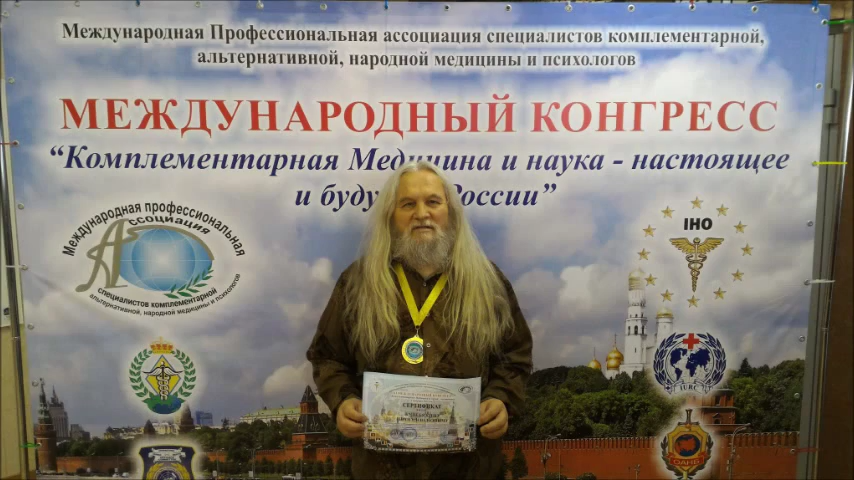 Международная Профессиональная ассоциация специалистов комплементарной,
альтернативной, народной медицины и психологов
МЕЖДУНАРОДНЫЙ КОНГРЕСС
“Комплементарная Медицина и наука - настоящее
и буду России”
Международная профессиональная
Ассоциация
специалистов комплементарной
альтернативной, народной медицины и психологов
IHO
СЕРТИФИКАТ